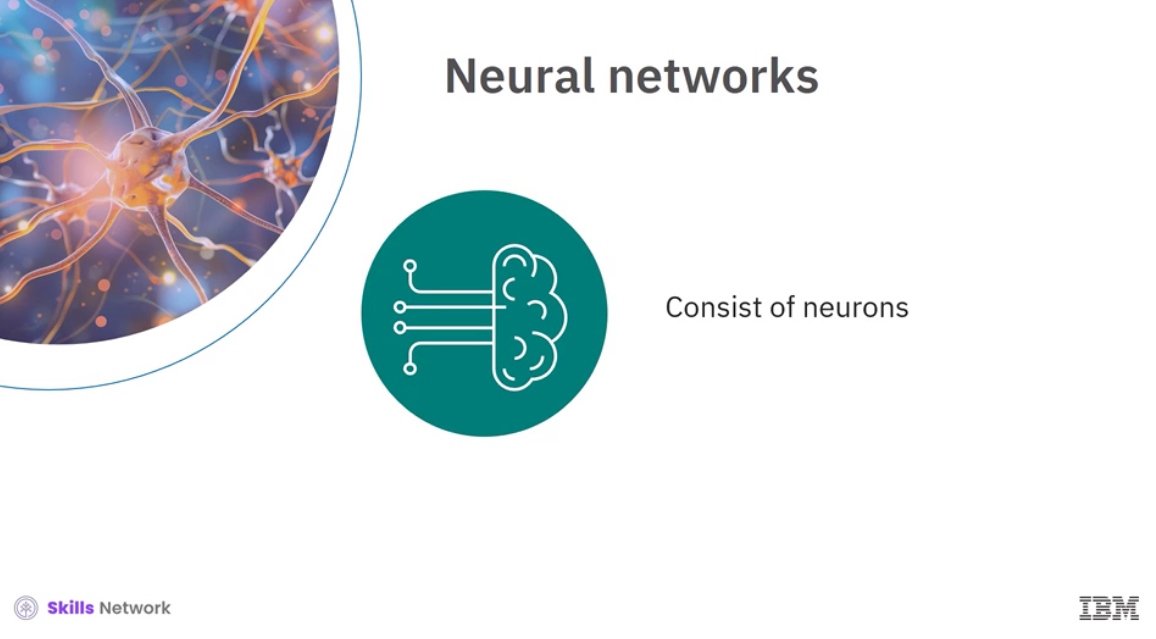 Neural networks
Consist of neurons
Skills Network
IBM